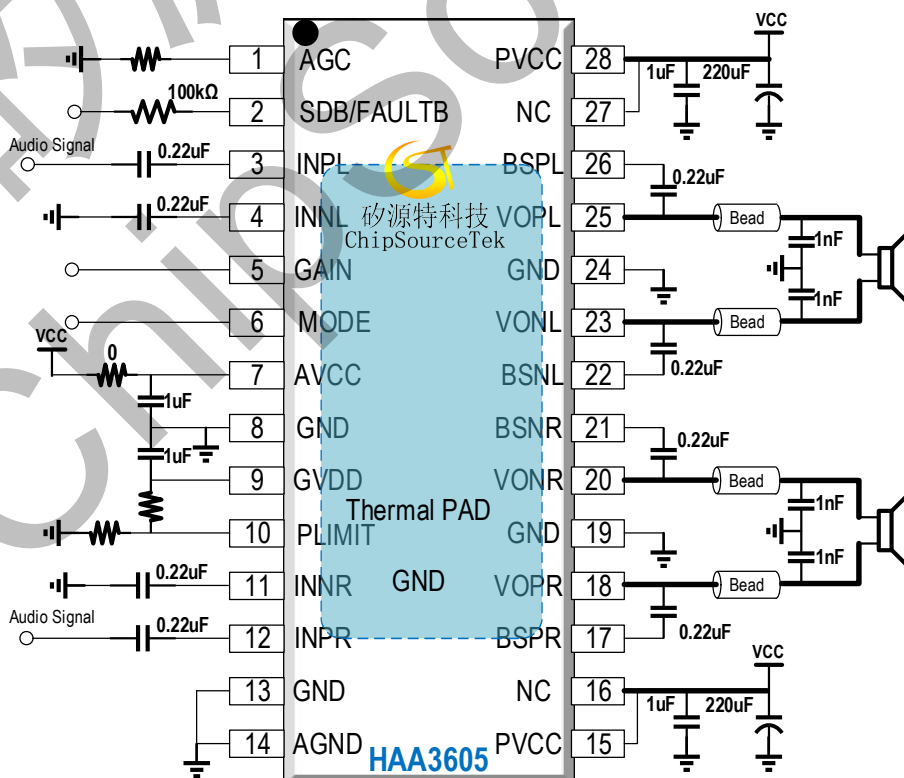 VCC
1 AGC PVCC 28
1uF 220uF
100kΩ
2 SDB/FAULTB NC 27
Audio Signal
0.22uF
3 INPL BSPL 26
0.22uF
0.22uF
4 INNL VOPL 25 Bead
矽源特科技
ChipSourceTek
1nF
5 GAIN GND 24
1nF
6 MODE VONL 23 Bead
VCC
0
7 AVCC BSNL 22
0.22uF
1uF
8 GND BSNR 21
0.22uF
1uF
9 GVDD VONR 20 Bead
1nF
Thermal PAD
10 PLIMIT GND 19
1nF
0.22uF
11 INNR GND VOPR 18 Bead
Audio Signal
0.22uF
12 INPR BSPR 17
0.22uF
VCC
13 GND NC 16
1uF 220uF
14 AGND PVCC 15
HAA3605
ChipSo